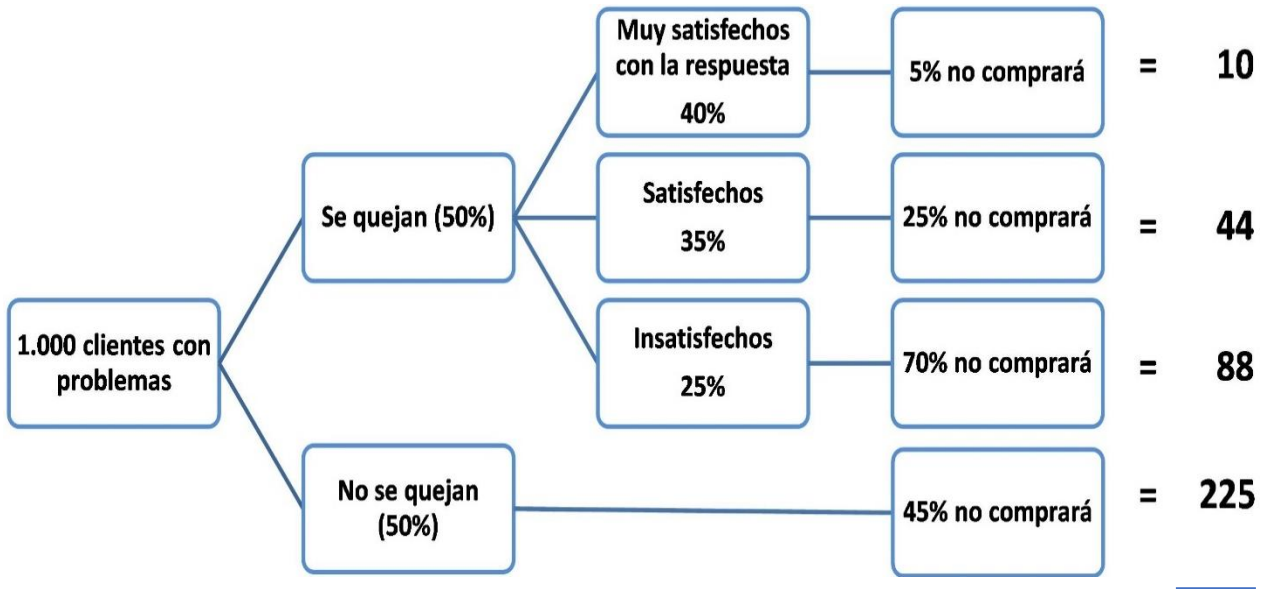 Muy satisfechos
con la respuesta
40%
5% no comprará
=
10
Se quejan (50%)
Satisfechos
35%
25% no comprará
=
44
1.000 clientes con
problemas
Insatisfechos
25%
70% no comprará
=
88
No se quejan
(50%)
45% no comprará
=
225